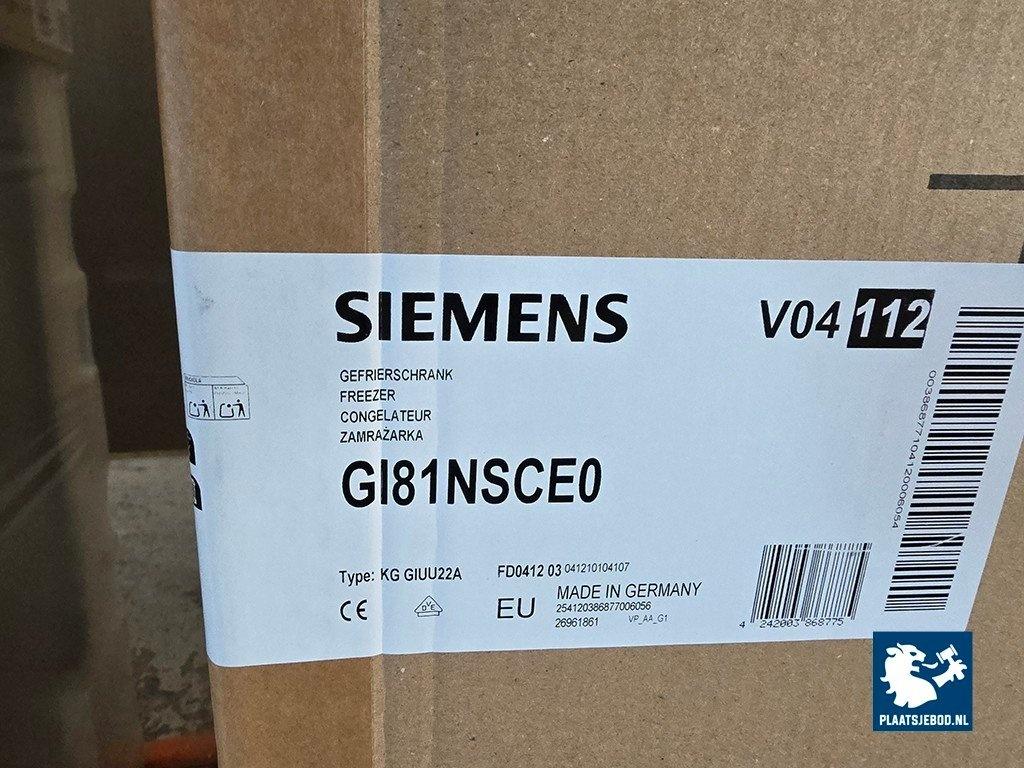 SIEMENS
V04 112
GEFRIERSCHRANK
FREEZER
CONGELATEUR
ZAMRAŻARKA
GI81NSCE0
Type: KG GIUU22A
FD0412 03 041210104107
CE
DVE
EU
MADE IN GERMANY
254120386877006056
26961861
VP_AA_G1
4 242003 868775
PLAATSJEBOD.NL